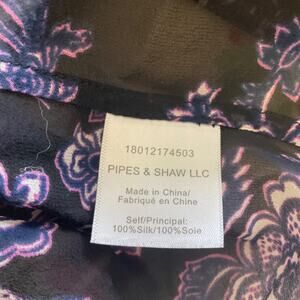 18012174503
PIPES & SHAW LLC
Made in China/
Fabriqué en Chine
Self/Principal:
100%Silk/100%Soie